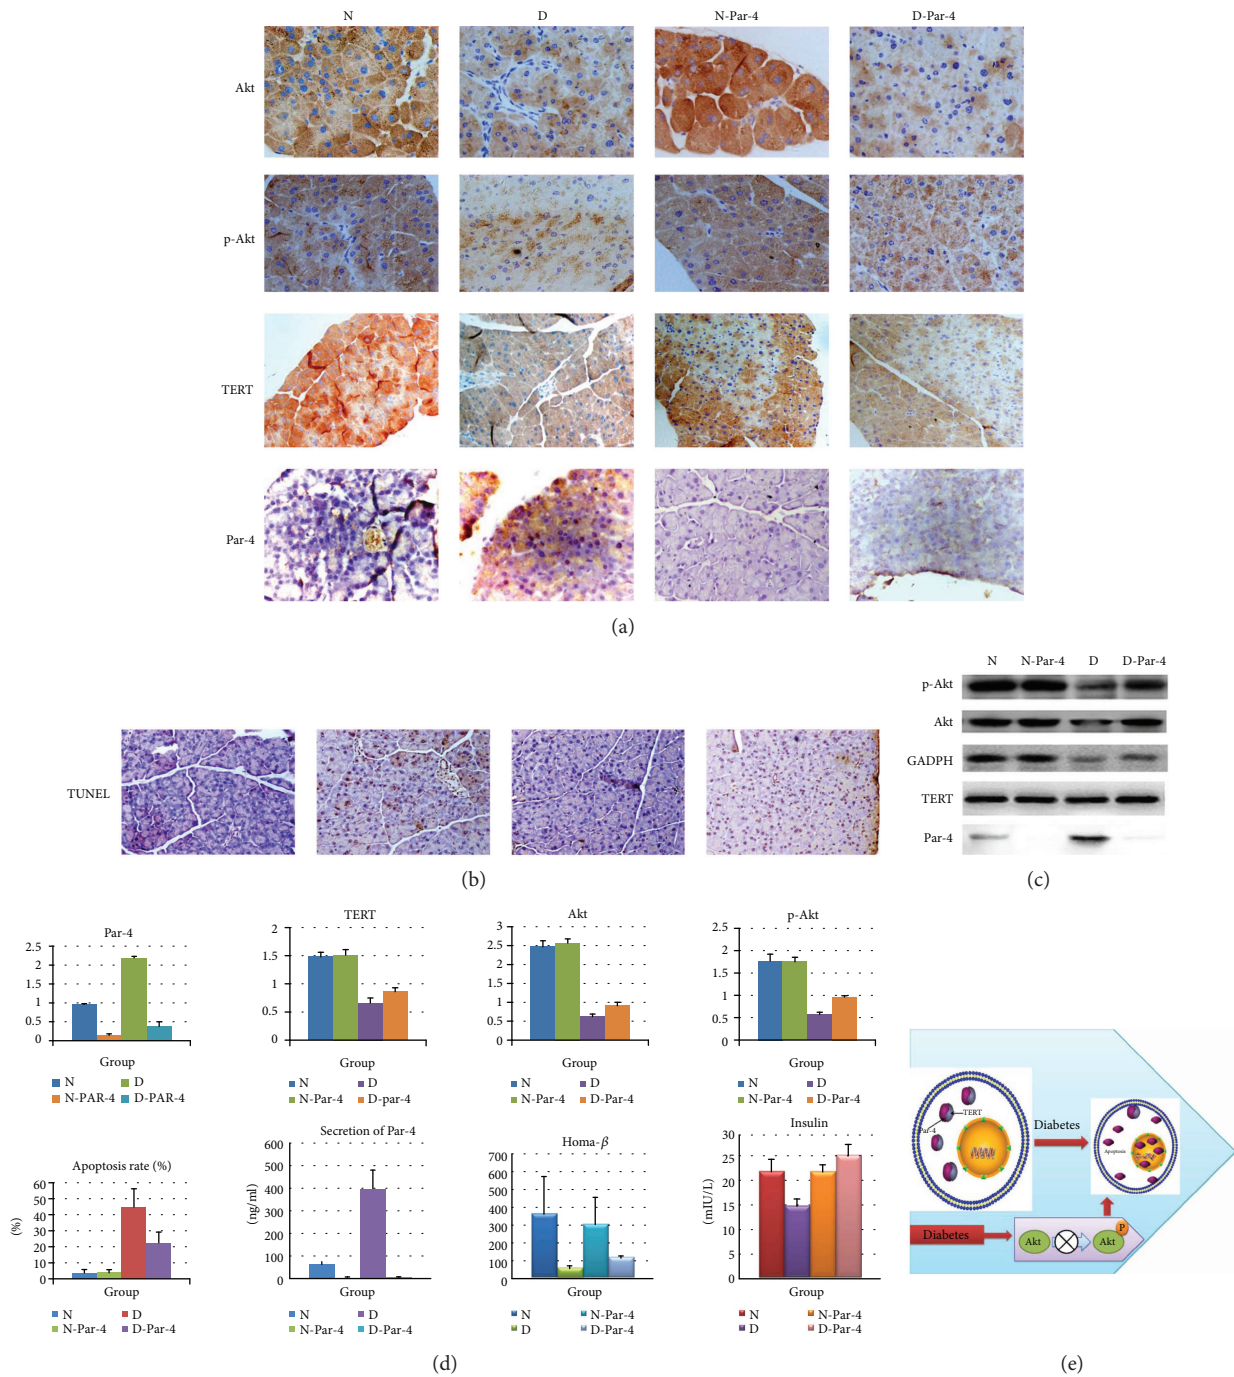 N D N-Par-4 D-Par-4
Akt
p-Akt
TERT
Par-4
(a)
TUNEL
(b)
N N-Par-4 D D-Par-4
p-Akt
Akt
GADPH
TERT
Par-4
(c)
Par-4
2.5
2
1.5
1
0.5
0
Group
N D
N-PAR-4 D-PAR-4
TERT
2
1.5
1
0.5
0
Group
N D
N-Par-4 D-par-4
Akt
3
2.5
2
1.5
1
0.5
0
Group
N D
N-Par-4 D-Par-4
p-Akt
2.5
2
1.5
1
0.5
0
Group
N D
N-Par-4 D-Par-4
Apoptosis rate (%)
(%)
60
50
40
30
20
10
0
Group
N D
N-Par-4 D-Par-4
Secretion of Par-4
(ng/ml)
600
500
400
300
200
100
0
Group
N D
N-Par-4 D-Par-4
Homa-β
700
600
500
400
300
200
100
0
Group
N N-Par-4
D D-Par-4
Insulin
(mIU/L)
30
25
20
15
10
5
0
Group
N N-Par-4
D D-Par-4
(d)
TERT
Par-4
Diabetes
Apoptosis
Diabetes
Akt Akt P
(e)